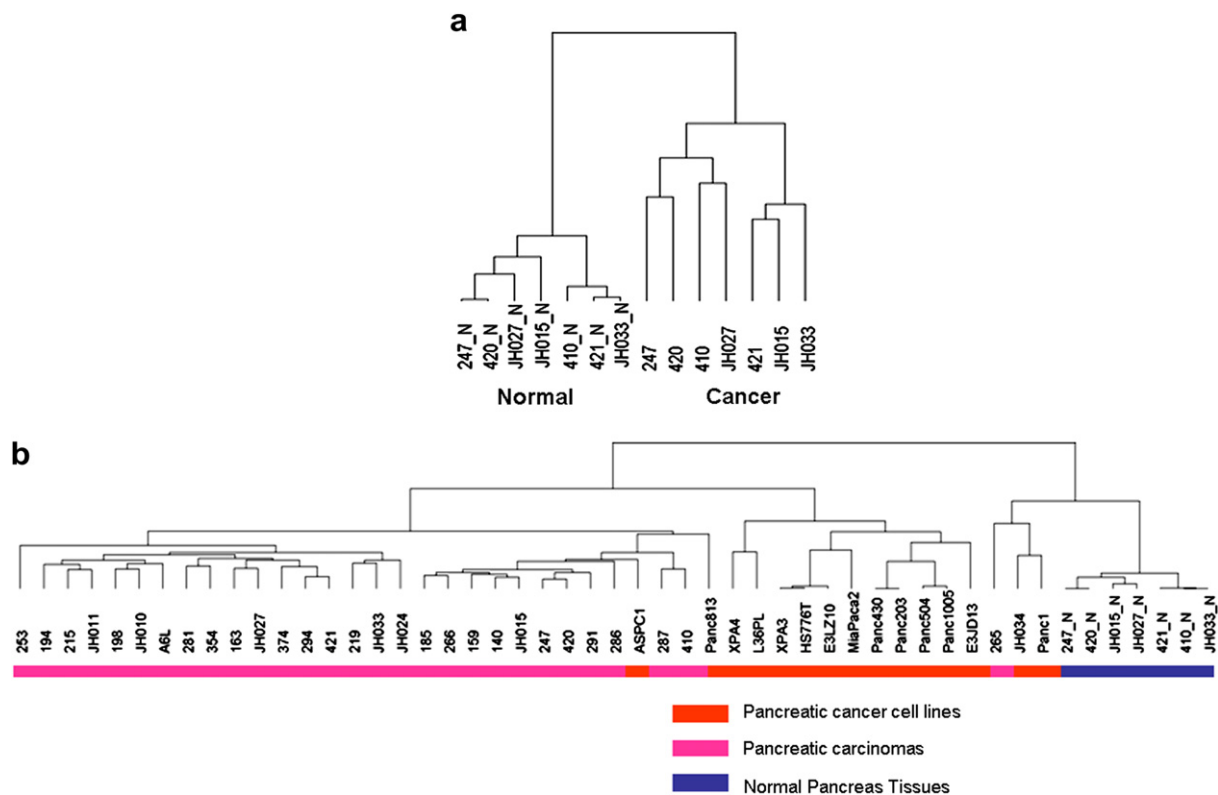 a
247_N 420_N JH027_N JH015_N 410_N 421_N JH033_N 247 420 410 JH027 421 JH015 JH033
Normal Cancer
b
253 194 215 JH011 198 JH010 A6L 281 354 163 JH027 374 294 421 219 JH033 JH024 185 266 159 140 JH015 247 420 291 286 ASPC1 287 410 Panc813 XPA4 L36PL XPA3 HS776T E3LZ10 MiaPaca2 Panc430 Panc203 Panc504 Panc1005 E3JD13 265 JH034 Panc1 247_N 420_N JH015_N JH027_N 421_N 410_N JH033_N
Pancreatic cancer cell lines
Pancreatic carcinomas
Normal Pancreas Tissues